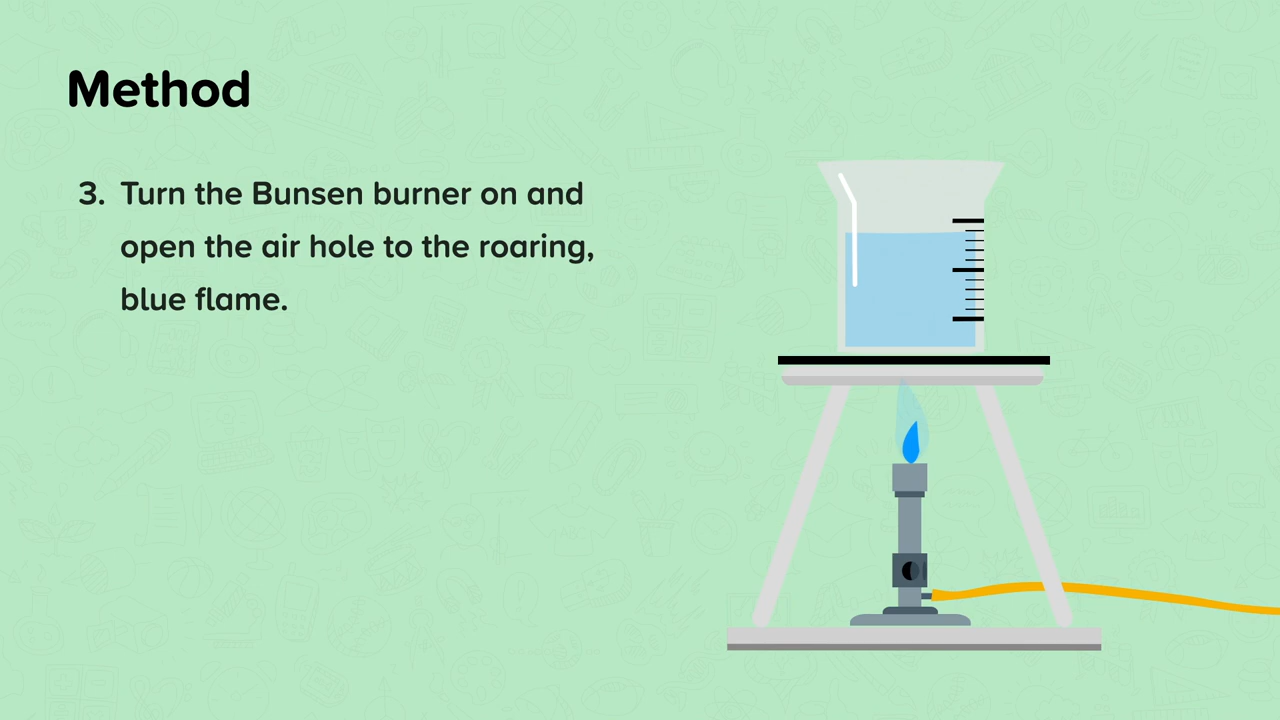 Method
3. Turn the Bunsen burner on and
open the air hole to the roaring,
blue flame.